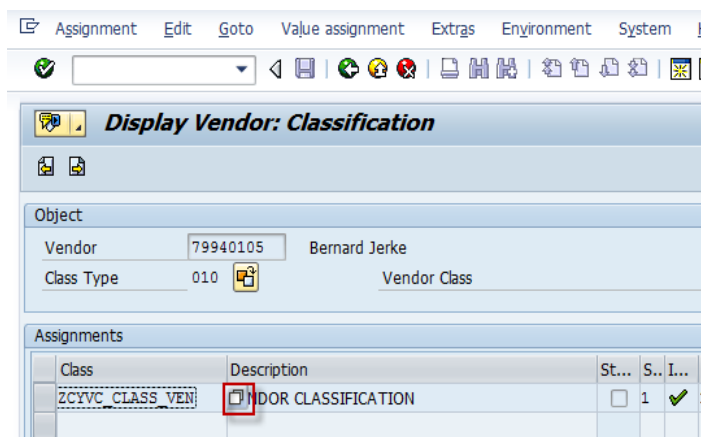 Assignment Edit Goto Value assignment Extras Environment System
Display Vendor: Classification
Object
Vendor 79940105 Bernard Jerke
Class Type 010 Vendor Class
Assignments
Class Description St... S.. I...
ZCYVC_CLASS_VEN NDOR CLASSIFICATION 1